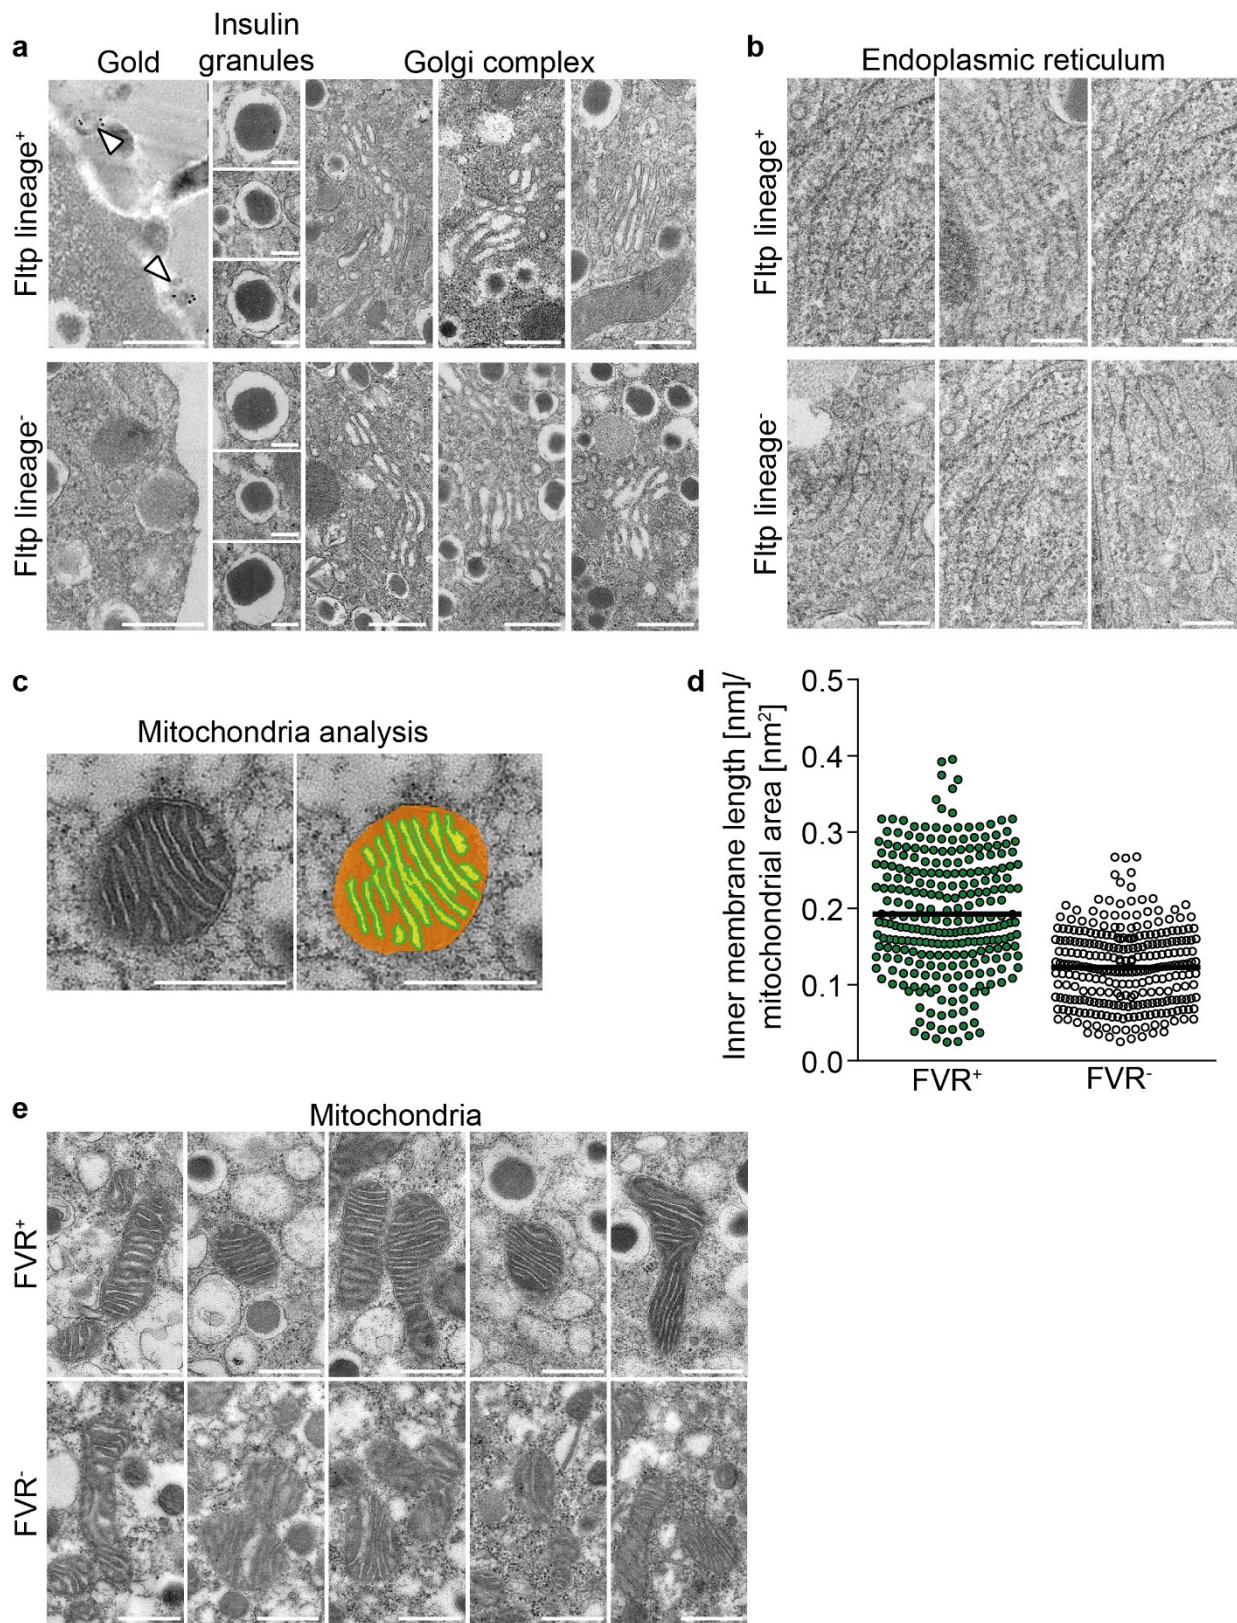 a
Gold
Insulin
granules
Golgi complex
Fltp lineage⁺
Fltp lineage⁻
b
Endoplasmic reticulum
Fltp lineage⁺
Fltp lineage⁻
c
Mitochondria analysis
d
Inner membrane length [nm]/
mitochondrial area [nm²]
0.5
0.4
0.3
0.2
0.1
0.0
FVR⁺
FVR⁻
e
Mitochondria
FVR⁺
FVR⁻